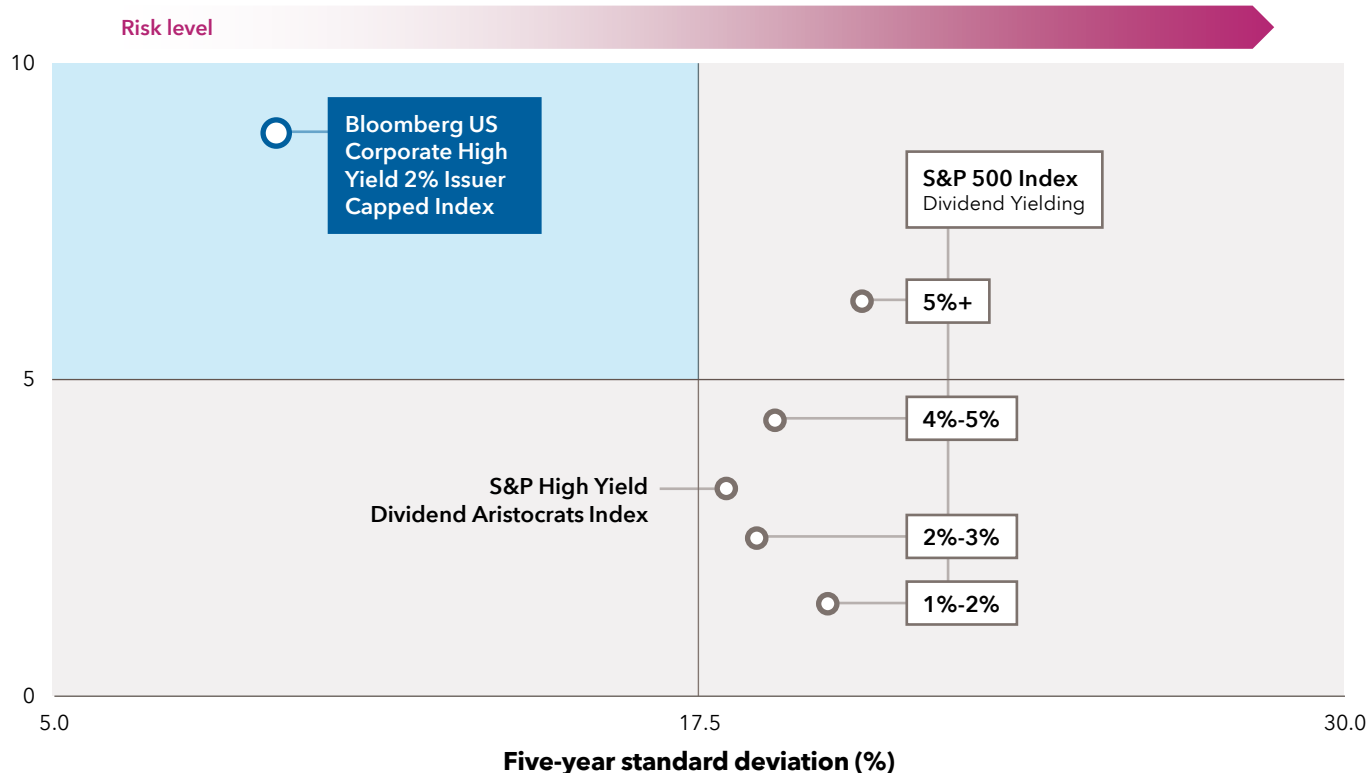 Risk level
10
Bloomberg US
Corporate High
Yield 2% Issuer
Capped Index
S&P 500 Index
Dividend Yielding
5%+
5
4%-5%
S&P High Yield
Dividend Aristocrats Index
2%-3%
1%-2%
0
5.0
17.5
30.0
Five-year standard deviation (%)